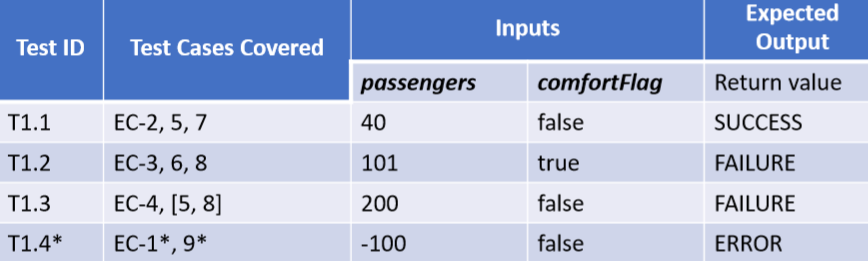 Test ID Test Cases Covered Inputs Expected Output
passengers comfortFlag Return value
T1.1 EC-2, 5, 7 40 false SUCCESS
T1.2 EC-3, 6, 8 101 true FAILURE
T1.3 EC-4, [5, 8] 200 false FAILURE
T1.4* EC-1*, 9* -100 false ERROR